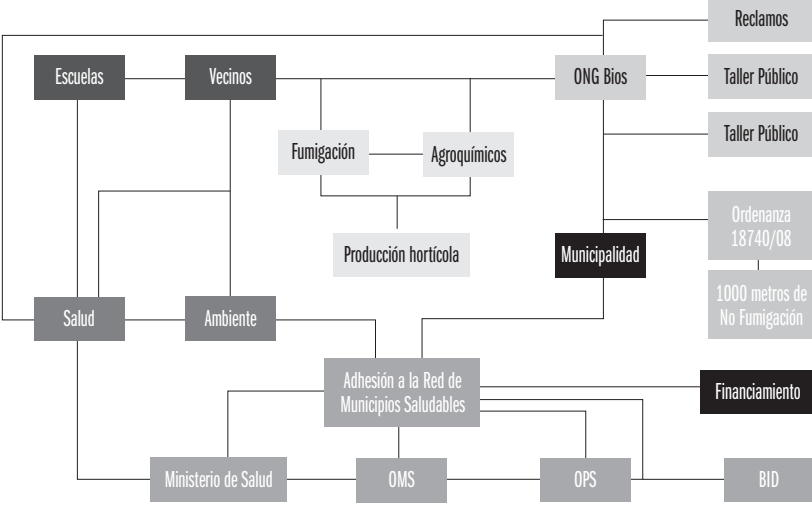 Reclamos
Escuelas
Vecinos
ONG Bios
Taller Público
Taller Público
Fumigación
Agroquímicos
Ordenanza
18740/08
Producción hortícola
Municipalidad
1000 metros de
No Fumigación
Salud
Ambiente
Adhesión a la Red de
Municipios Saludables
Financiamiento
Ministerio de Salud
OMS
OPS
BID